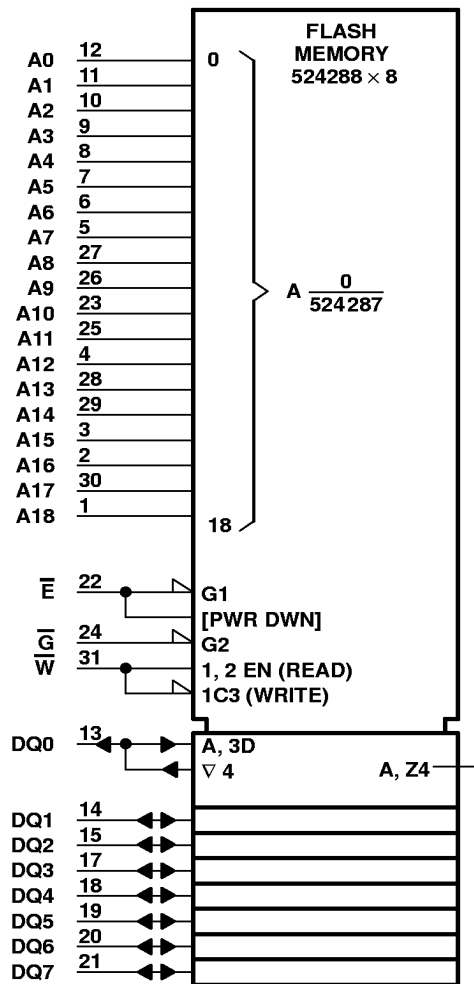 FLASH
MEMORY
524288 × 8
A0 12 0
A1 11
A2 10
A3 9
A4 8
A5 7
A6 6
A7 5
A8 27
A9 26
A10 23
A11 25
A12 4
A13 28
A14 29
A15 3
A16 2
A17 30
A18 1 18
A 0
524287
E̅ 22 G1
[PWR DWN]
G̅ 24 G2
W̅ 31 1, 2 EN (READ)
1C3 (WRITE)
DQ0 13 A, 3D
∇ 4 A, Z4
DQ1 14
DQ2 15
DQ3 17
DQ4 18
DQ5 19
DQ6 20
DQ7 21